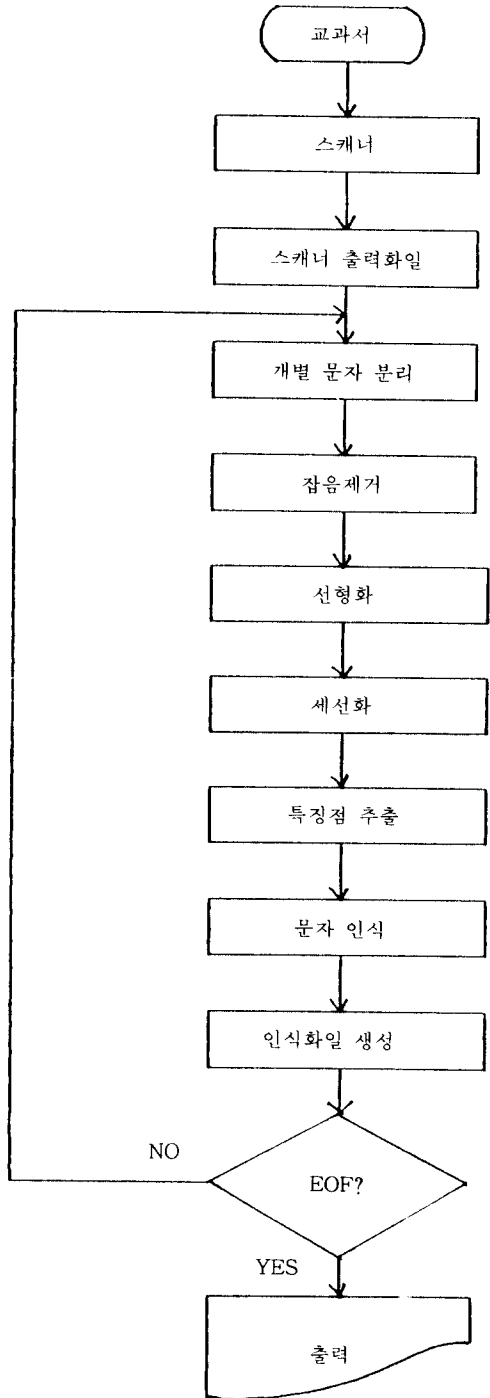 교과서
스캐너
스캐너 출력화일
개별 문자 분리
잡음제거
선형화
세선화
특징점 추출
문자 인식
인식화일 생성
NO
EOF?
YES
출력